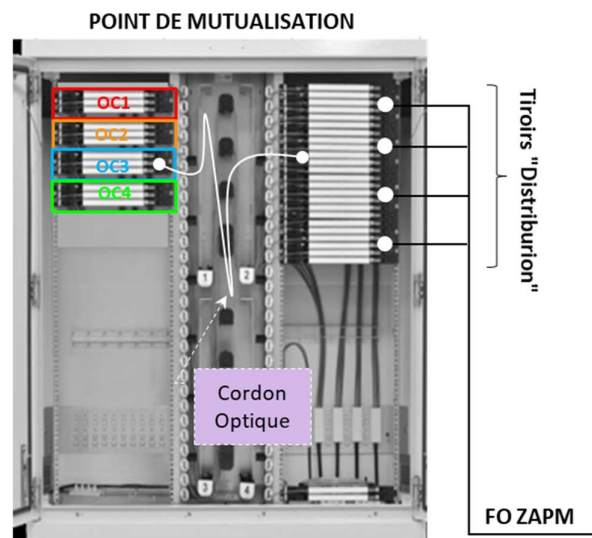 POINT DE MUTUALISATION
OC1
OC2
OC3
OC4
Tiroirs "Distriburion"
1
2
Cordon
Optique
3
4
FO ZAPM